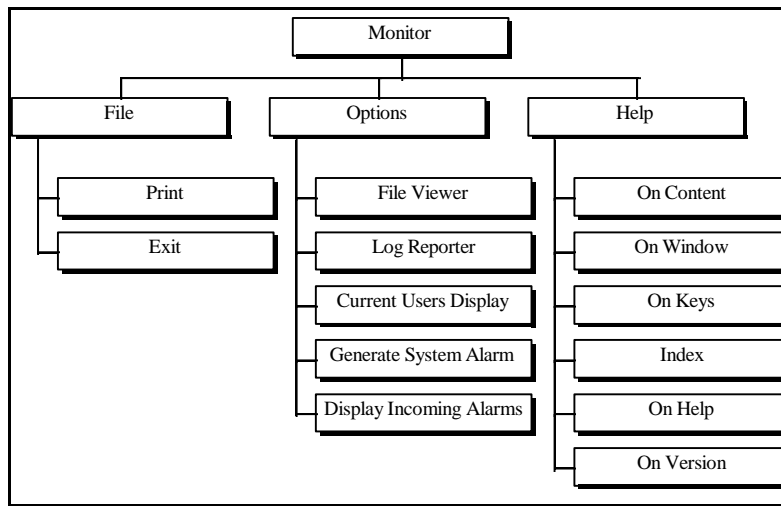 Monitor
File
Options
Help
Print
Exit
File Viewer
Log Reporter
Current Users Display
Generate System Alarm
Display Incoming Alarms
On Content
On Window
On Keys
Index
On Help
On Version